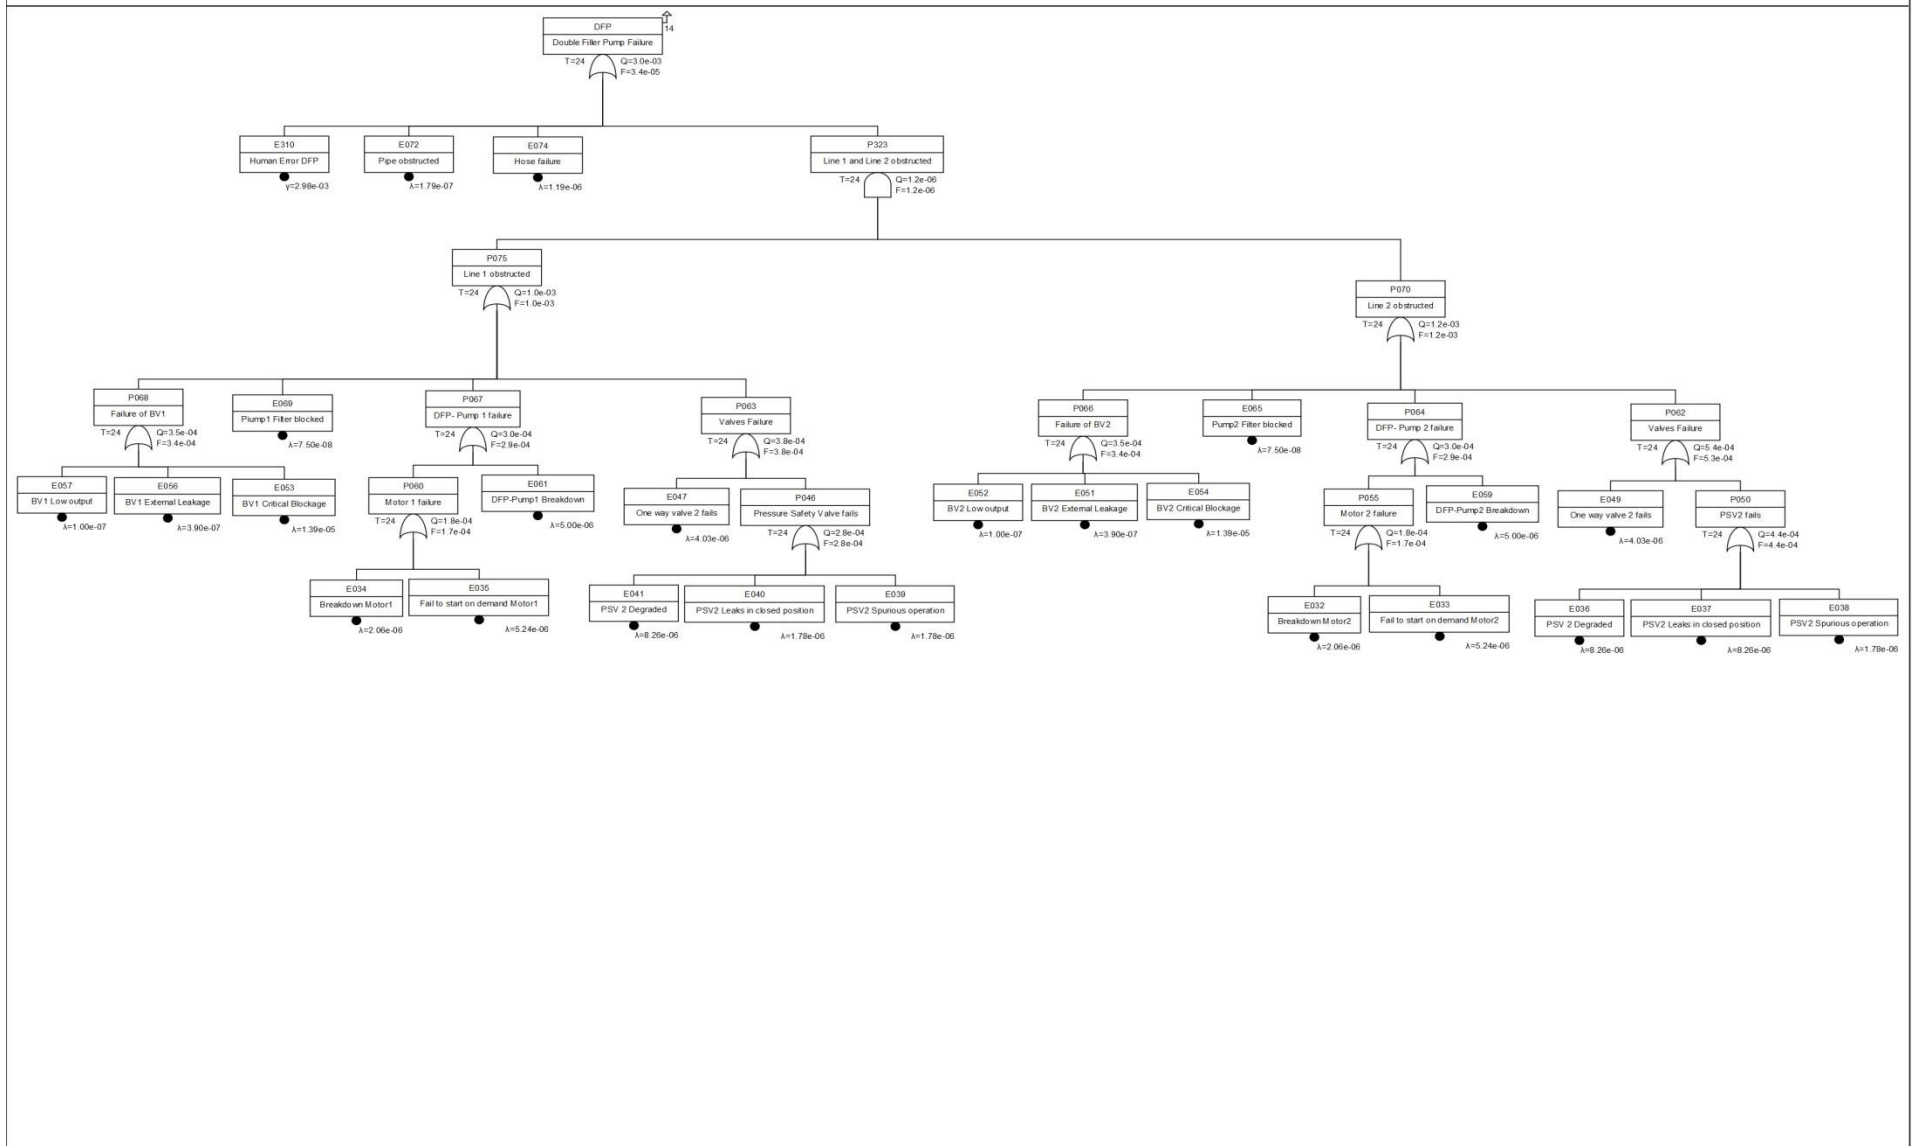 DFP
14
Double Filler Pump Failure
T=24
Q=3.0e-03
F=3.4e-05
E310
Human Error DFP
γ=2.98e-03
E072
Pipe obstructed
λ=1.79e-07
E074
Hose failure
λ=1.19e-06
P323
Line 1 and Line 2 obstructed
T=24
Q=1.2e-06
F=1.2e-06
P075
Line 1 obstructed
T=24
Q=1.0e-03
F=1.0e-03
P070
Line 2 obstructed
T=24
Q=1.2e-03
F=1.2e-03
P068
Failure of BV1
T=24
Q=3.5e-04
F=3.4e-04
E069
Piump1 Filter blocked
λ=7.50e-08
P067
DFP- Pump 1 failure
T=24
Q=3.0e-04
F=2.9e-04
P063
Valves Failure
T=24
Q=3.8e-04
F=3.8e-04
P066
Failure of BV2
T=24
Q=3.5e-04
F=3.4e-04
E065
Pump2 Filter blocked
λ=7.50e-08
P064
DFP- Pump 2 failure
T=24
Q=3.0e-04
F=2.9e-04
P062
Valves Failure
T=24
Q=5.4e-04
F=5.3e-04
E057
BV1 Low output
λ=1.00e-07
E056
BV1 External Leakage
λ=3.90e-07
E053
BV1 Critical Blockage
λ=1.39e-05
P060
Motor 1 failure
T=24
Q=1.8e-04
F=1.7e-04
E061
DFP-Pump1 Breakdown
λ=5.00e-06
E047
One way valve 2 fails
λ=4.03e-06
P046
Pressure Safety Valve fails
T=24
Q=2.8e-04
F=2.8e-04
E052
BV2 Low output
λ=1.00e-07
E051
BV2 External Leakage
λ=3.90e-07
E054
BV2 Critical Blockage
λ=1.39e-05
P055
Motor 2 failure
T=24
Q=1.8e-04
F=1.7e-04
E059
DFP-Pump2 Breakdown
λ=5.00e-06
E049
One way valve 2 fails
λ=4.03e-06
P050
PSV2 fails
T=24
Q=4.4e-04
F=4.4e-04
E034
Breakdown Motor1
λ=2.06e-06
E035
Fail to start on demand Motor1
λ=5.24e-06
E041
PSV 2 Degraded
λ=8.26e-06
E040
PSV2 Leaks in closed position
λ=1.78e-06
E039
PSV2 Spurious operation
λ=1.78e-06
E032
Breakdown Motor2
λ=2.06e-06
E033
Fail to start on demand Motor2
λ=5.24e-06
E036
PSV 2 Degraded
λ=8.26e-06
E037
PSV2 Leaks in closed position
λ=8.26e-06
E038
PSV2 Spurious operation
λ=1.78e-06